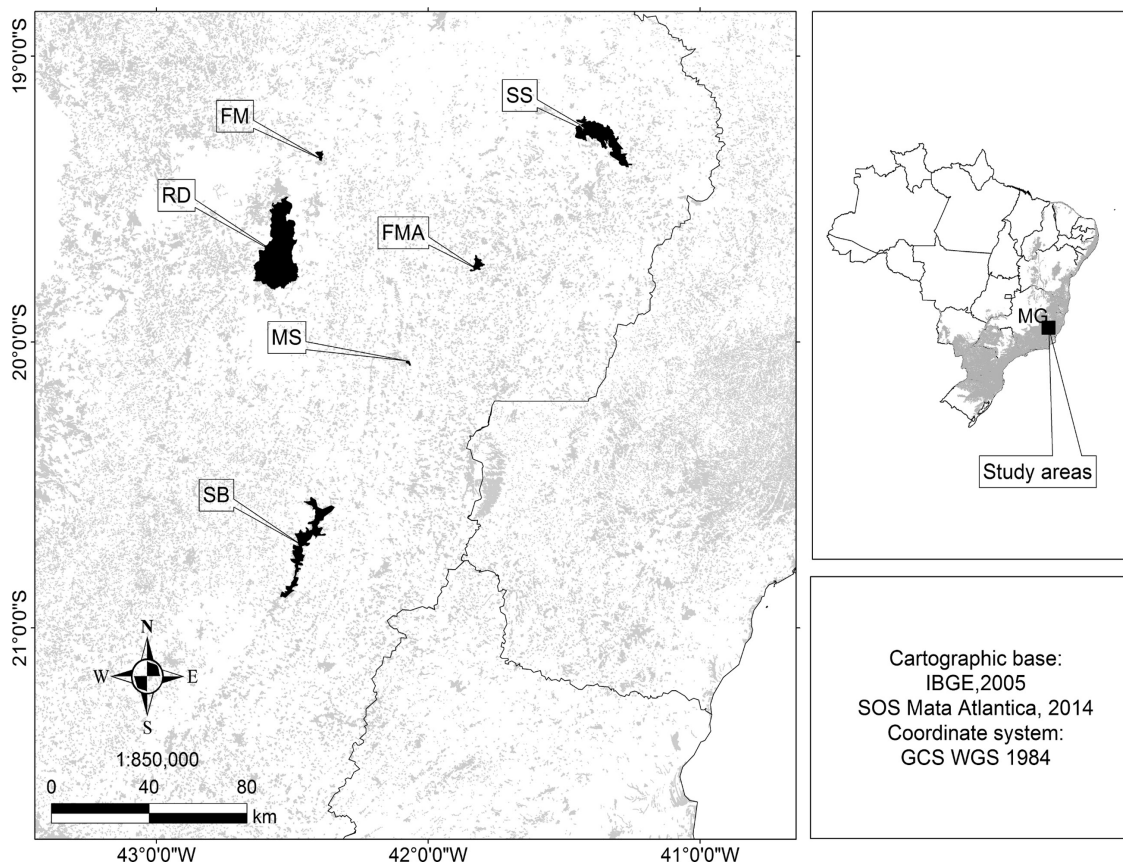 19°0'0"S
20°0'0"S
21°0'0"S
SS
FM
RD
FMA
MS
SB
N
W E
S
1:850,000
0 40 80
km
43°0'0"W 42°0'0"W 41°0'0"W
MG
Study areas
Cartographic base:
IBGE,2005
SOS Mata Atlantica, 2014
Coordinate system:
GCS WGS 1984